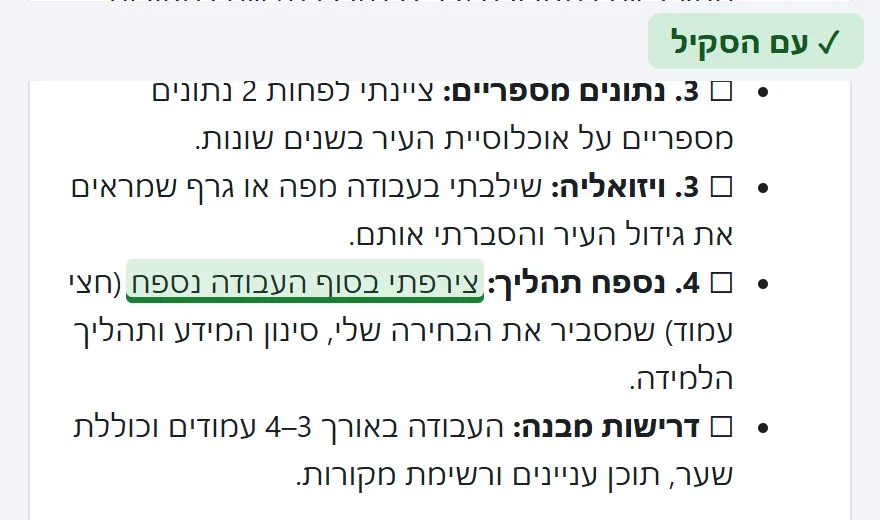 ✓ עם הסקיל
☐ 3. נתונים מספריים: ציינתי לפחות 2 נתונים
מספריים על אוכלוסיית העיר בשנים שונות.
☐ 3. ויזואליה: שילבתי בעבודה מפה או גרף שמראים
את גידול העיר והסברתי אותם.
☐ 4. נספח תהליך: צירפתי בסוף העבודה נספח (חצי
עמוד) שמסביר את הבחירה שלי, סינון המידע ותהליך
הלמידה.
☐ דרישות מבנה: העבודה באורך 3–4 עמודים וכוללת
שער, תוכן עניינים ורשימת מקורות.